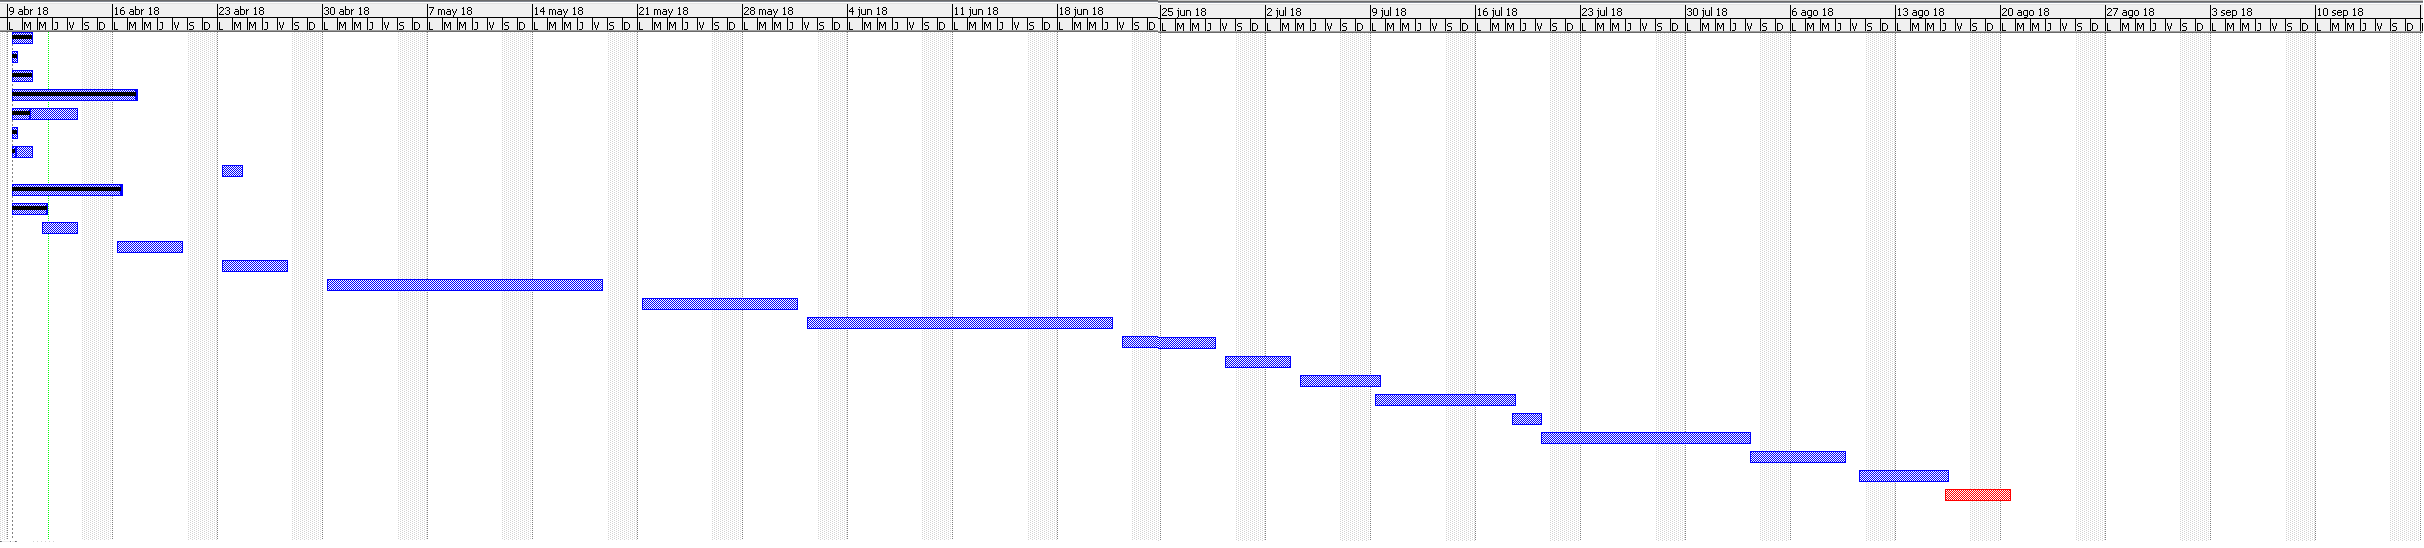 9 abr 18 16 abr 18 23 abr 18 30 abr 18 7 may 18 14 may 18 21 may 18 28 may 18 4 jun 18 11 jun 18 18 jun 18 25 jun 18 2 jul 18 9 jul 18 16 jul 18 23 jul 18 30 jul 18 6 ago 18 13 ago 18 20 ago 18 27 ago 18 3 sep 18 10 sep 18
L M M J V S D L M M J V S D L M M J V S D L M M J V S D L M M J V S D L M M J V S D L M M J V S D L M M J V S D L M M J V S D L M M J V S D L M M J V S D L M M J V S D L M M J V S D L M M J V S D L M M J V S D L M M J V S D L M M J V S D L M M J V S D L M M J V S D L M M J V S D L M M J V S D L M M J V S D L M M J V S D